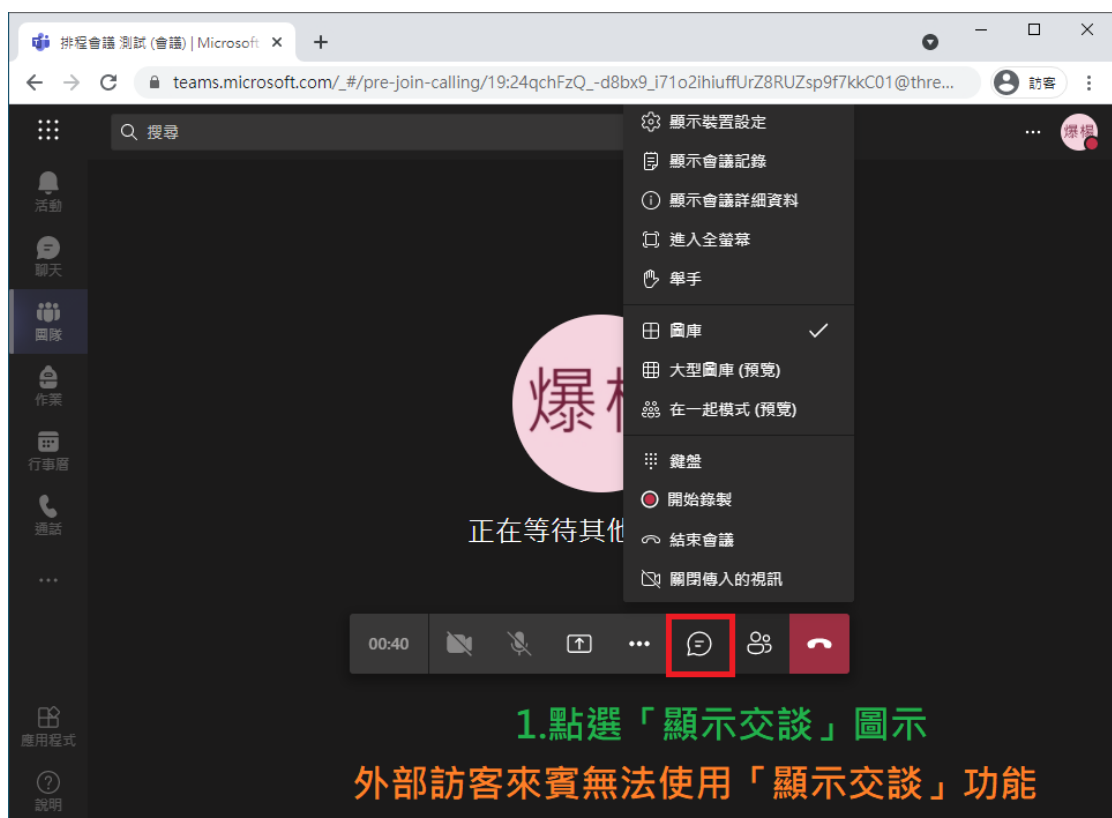 排程會議 測試 (會議) | Microsoft
teams.microsoft.com/_#/pre-join-calling/19:24qchFzQ_-d8bx9_i71o2ihiuffUrZ8RUZsp9f7kkC01@thre...
訪客
搜尋
爆楊
活動
聊天
團隊
作業
行事曆
通話
應用程式
說明
顯示裝置設定
顯示會議記錄
顯示會議詳細資料
進入全螢幕
舉手
圖庫
大型圖庫 (預覽)
在一起模式 (預覽)
鍵盤
開始錄製
結束會議
關閉傳入的視訊
爆
正在等待其他
00:40
1.點選「顯示交談」圖示
外部訪客來賓無法使用「顯示交談」功能